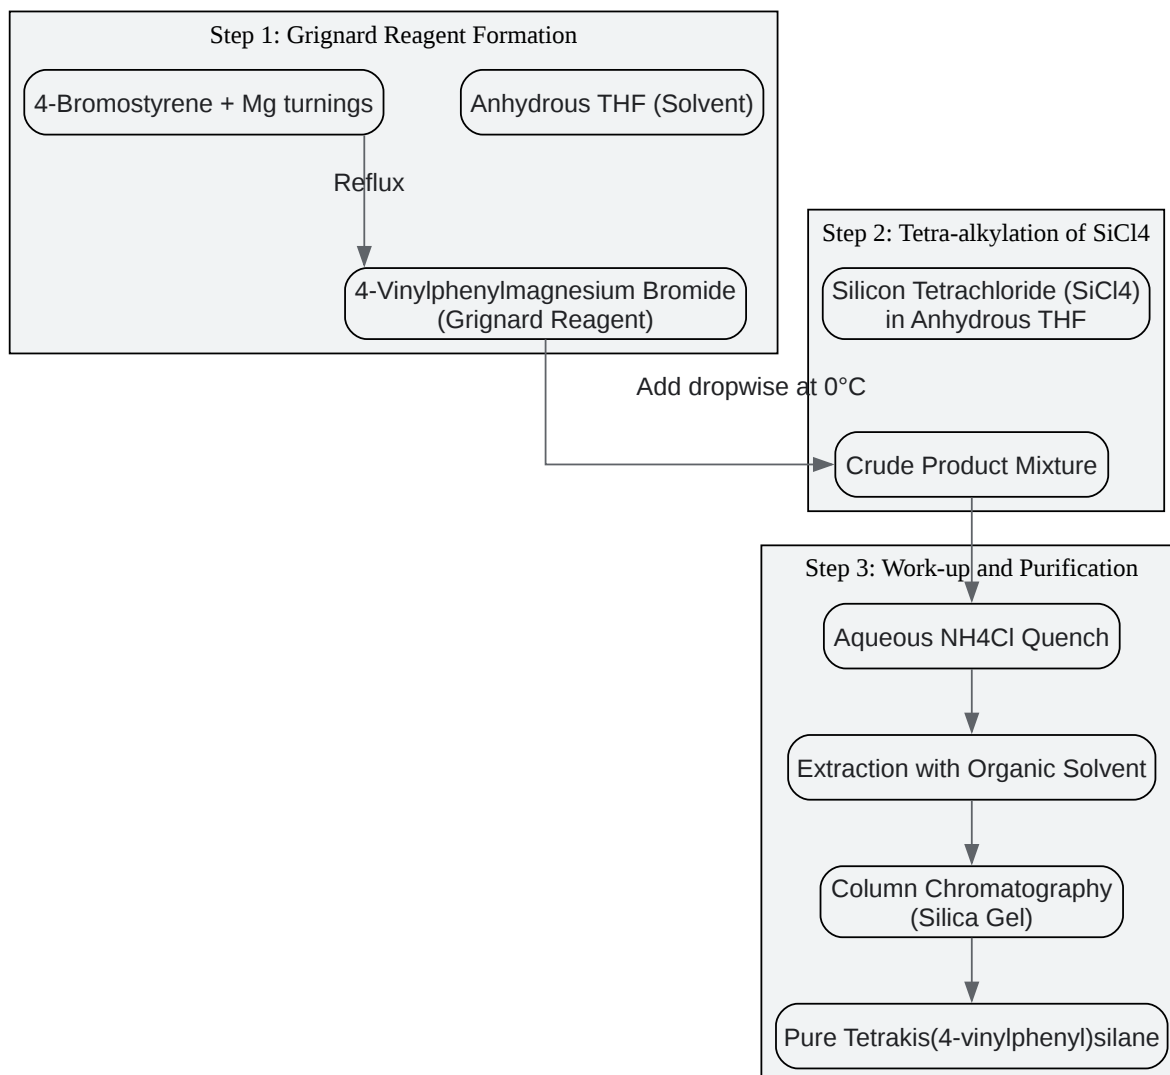 Step 1: Grignard Reagent Formation
4-Bromostyrene + Mg turnings
Anhydrous THF (Solvent)
Reflux
4-Vinylphenylmagnesium Bromide
(Grignard Reagent)
Step 2: Tetra-alkylation of SiCl4
Silicon Tetrachloride (SiCl4)
in Anhydrous THF
Add dropwise at 0°C
Crude Product Mixture
Step 3: Work-up and Purification
Aqueous NH4Cl Quench
Extraction with Organic Solvent
Column Chromatography
(Silica Gel)
Pure Tetrakis(4-vinylphenyl)silane